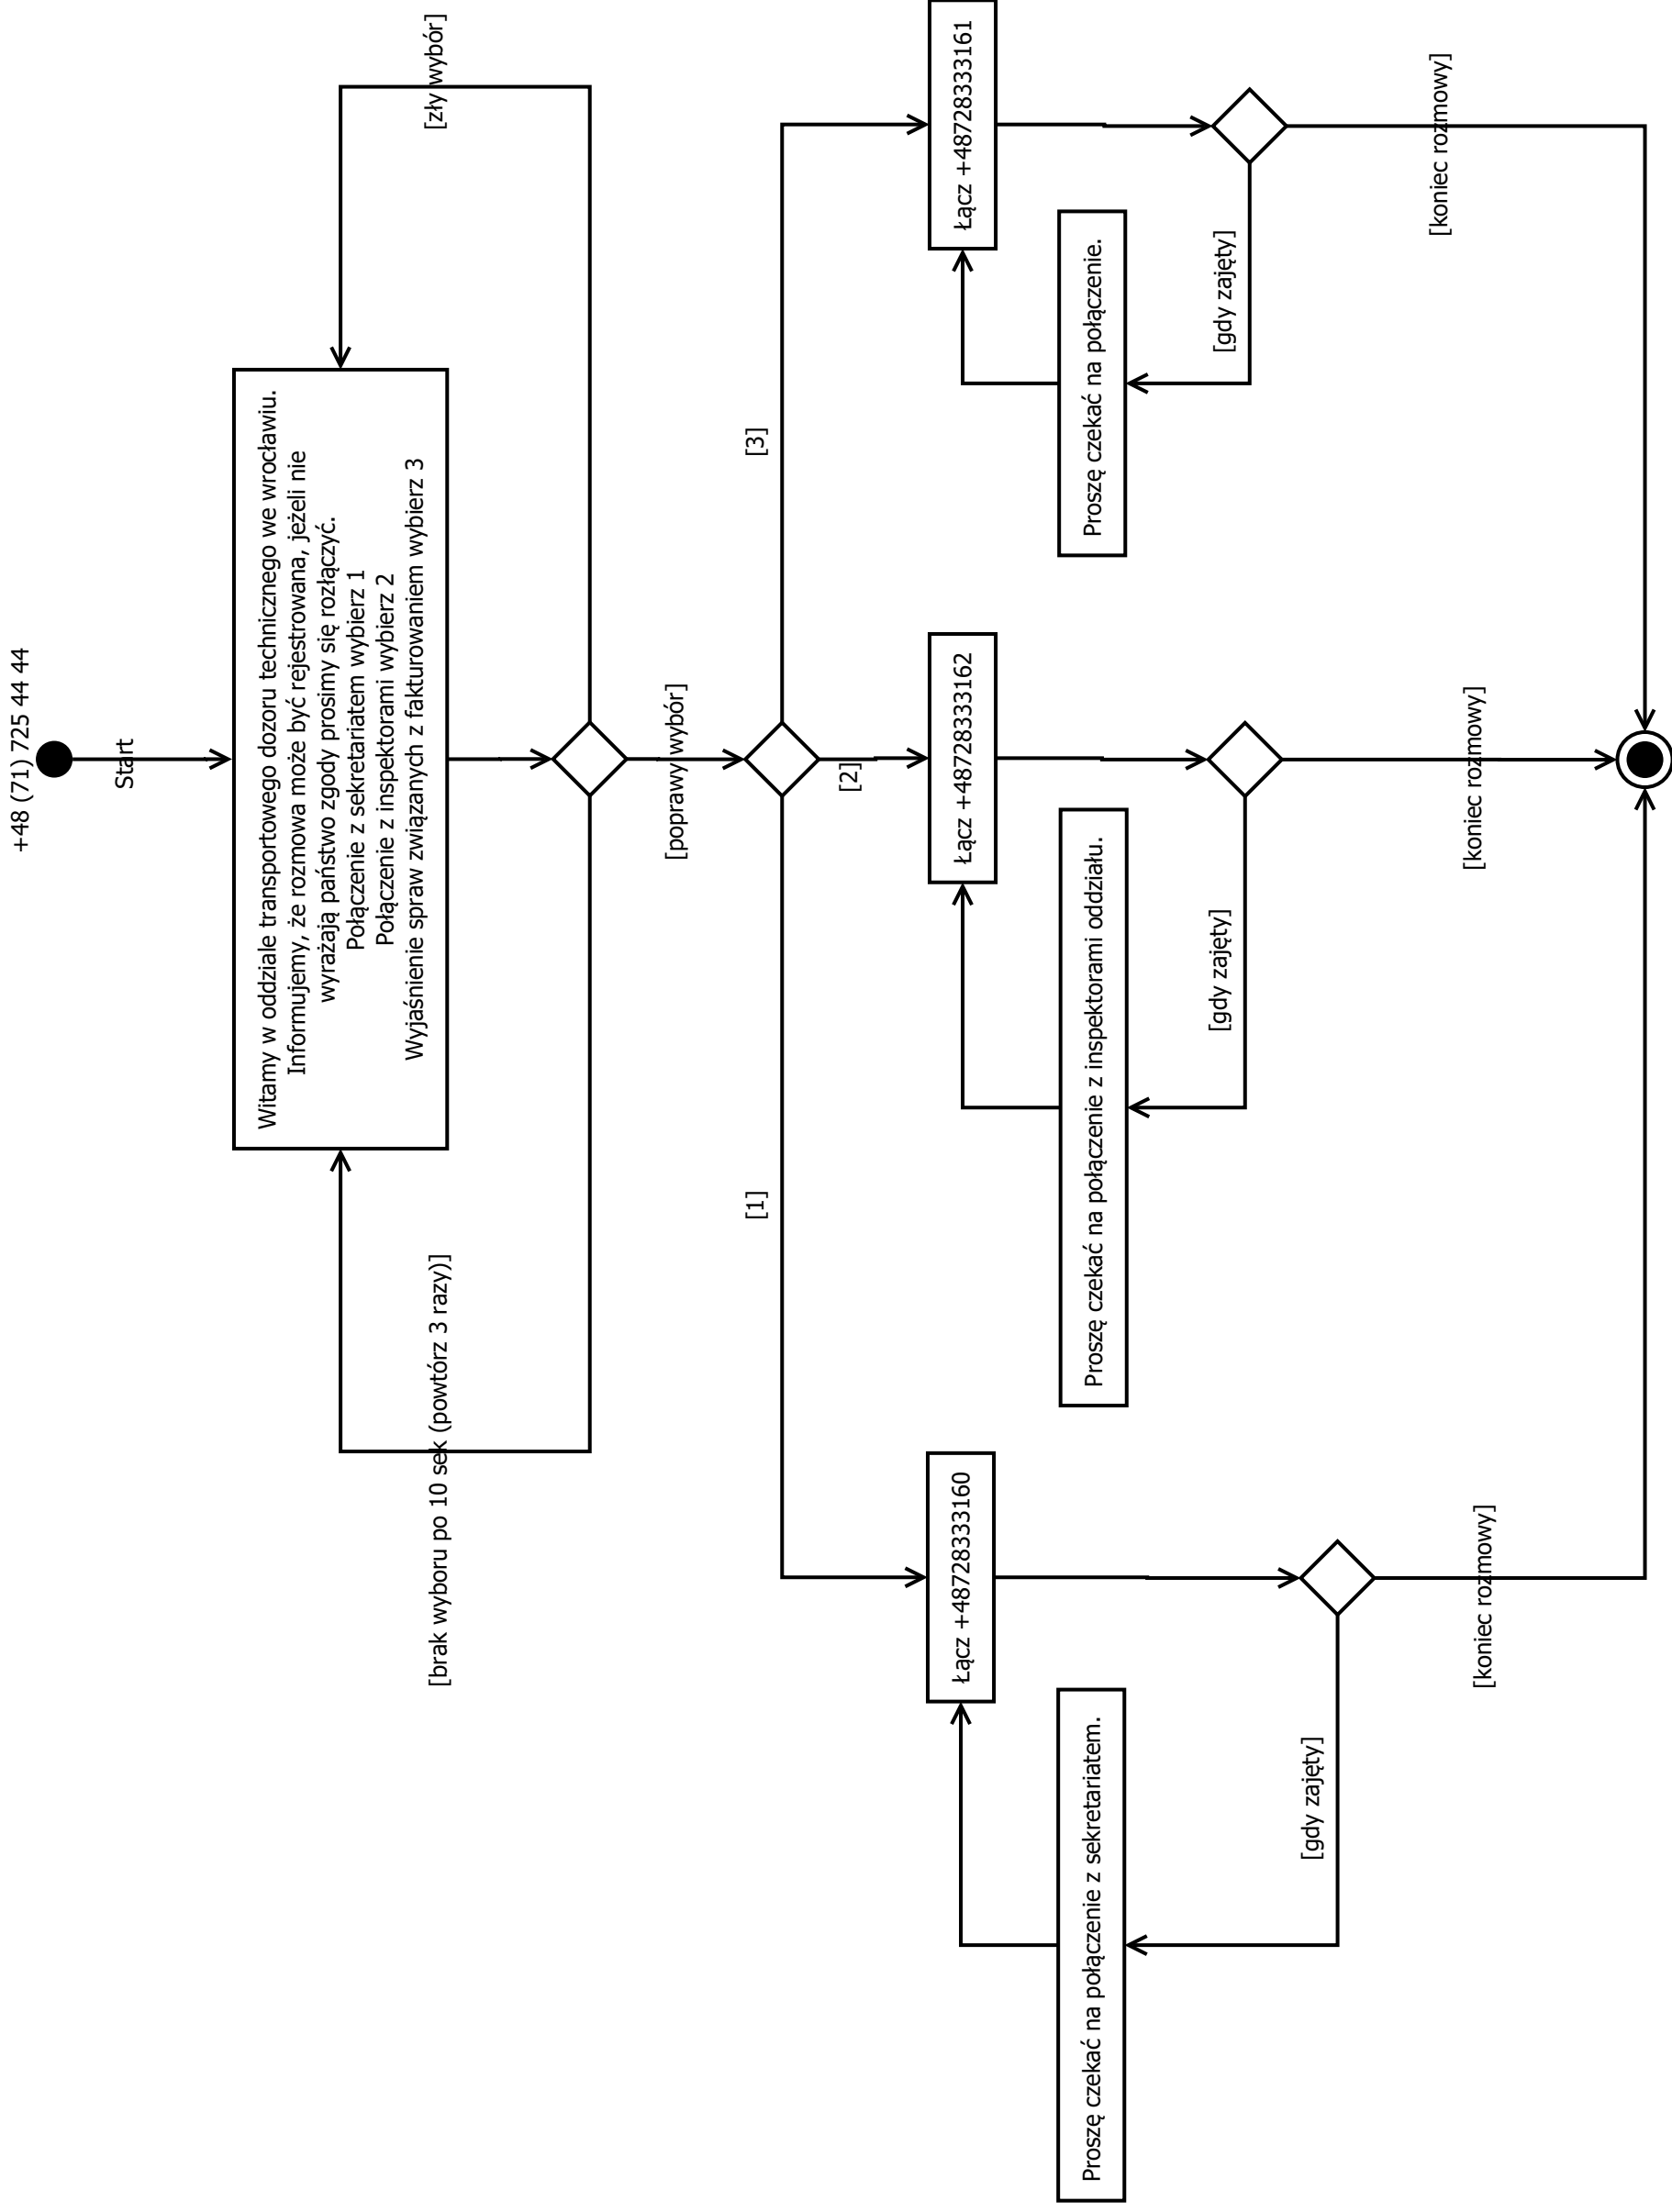 +48 (71) 725 44 44
Start
Witamy w oddziale transportowego dozoru technicznego we wrocławiu.
Informujemy, że rozmowa może być rejestrowana, jeżeli nie
wyrażają państwo zgody prosimy się rozłączyć.
Połączenie z sekretariatem wybierz 1
Połączenie z inspektorami wybierz 2
Wyjaśnienie spraw związanych z fakturowaniem wybierz 3
[brak wyboru po 10 sek (powtórz 3 razy)]
[zły wybór]
[poprawy wybór]
[1]
[2]
[3]
Łącz +48728333160
Łącz +48728333162
Łącz +48728333161
Proszę czekać na połączenie z sekretariatem.
Proszę czekać na połączenie z inspektorami oddziału.
Proszę czekać na połączenie.
[gdy zajęty]
[gdy zajęty]
[gdy zajęty]
[koniec rozmowy]
[koniec rozmowy]
[koniec rozmowy]